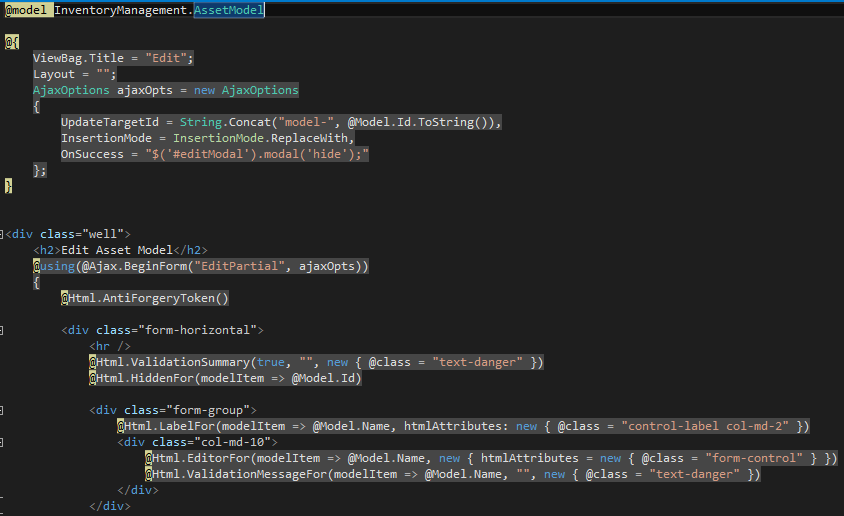 @model InventoryManagement.AssetModel
@{
ViewBag.Title = "Edit";
Layout = "";
AjaxOptions ajaxOpts = new AjaxOptions
{
UpdateTargetId = String.Concat("model-", @Model.Id.ToString()),
InsertionMode = InsertionMode.ReplaceWith,
OnSuccess = "$('#editModal').modal('hide');"
};
}
<div class="well">
<h2>Edit Asset Model</h2>
@using(@Ajax.BeginForm("EditPartial", ajaxOpts))
{
@Html.AntiForgeryToken()
<div class="form-horizontal">
<hr />
@Html.ValidationSummary(true, "", new { @class = "text-danger" })
@Html.HiddenFor(modelItem => @Model.Id)
<div class="form-group">
@Html.LabelFor(modelItem => @Model.Name, htmlAttributes: new { @class = "control-label col-md-2" })
<div class="col-md-10">
@Html.EditorFor(modelItem => @Model.Name, new { htmlAttributes = new { @class = "form-control" } })
@Html.ValidationMessageFor(modelItem => @Model.Name, "", new { @class = "text-danger" })
</div>
</div>